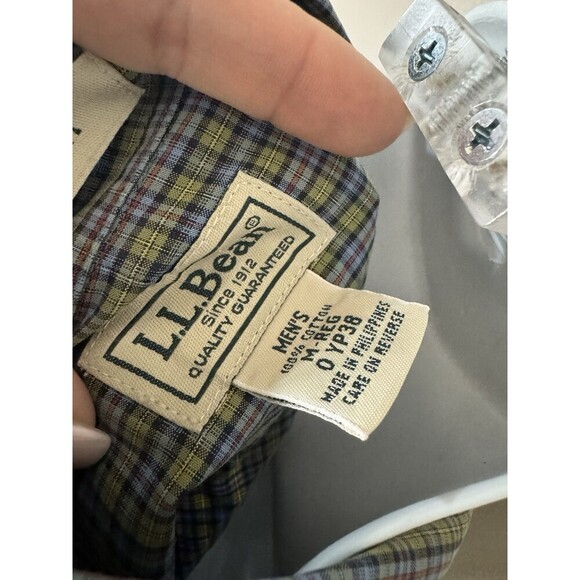 L.L.Bean®
Since 1912
QUALITY GUARANTEED
MEN'S
100% COTTON
M-REG
0 YP38
MADE IN PHILIPPINES
CARE ON REVERSE